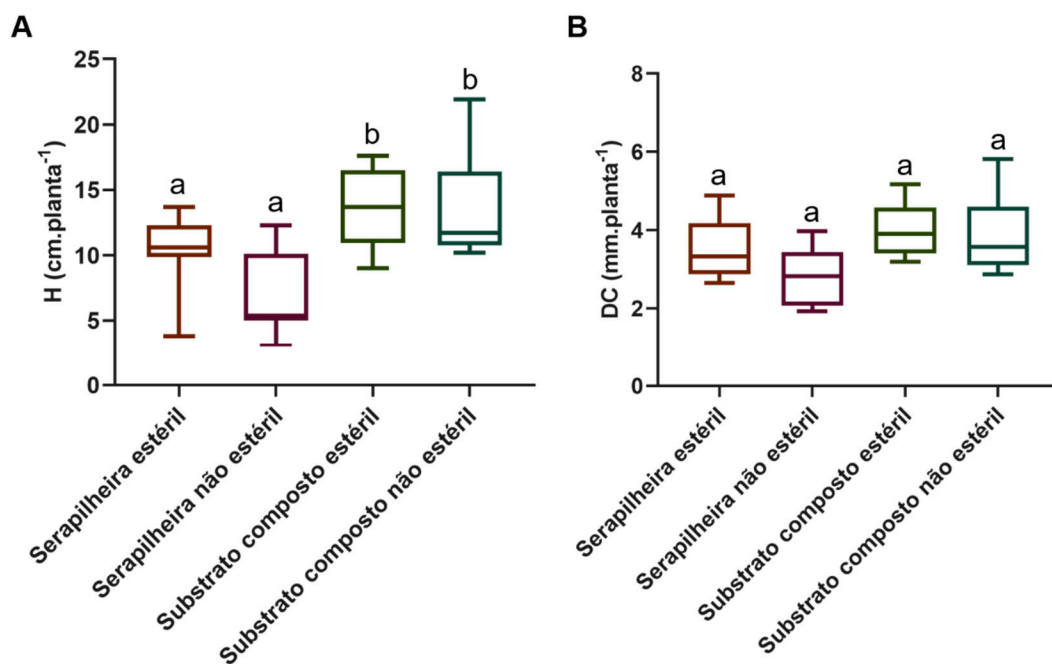 A
H (cm.planta⁻¹)
25
20
15
10
5
0
a
a
b
b
Serapilheira estéril
Serapilheira não estéril
Substrato composto estéril
Substrato composto não estéril
B
DC (mm.planta⁻¹)
8
6
4
2
0
a
a
a
a
Serapilheira estéril
Serapilheira não estéril
Substrato composto estéril
Substrato composto não estéril